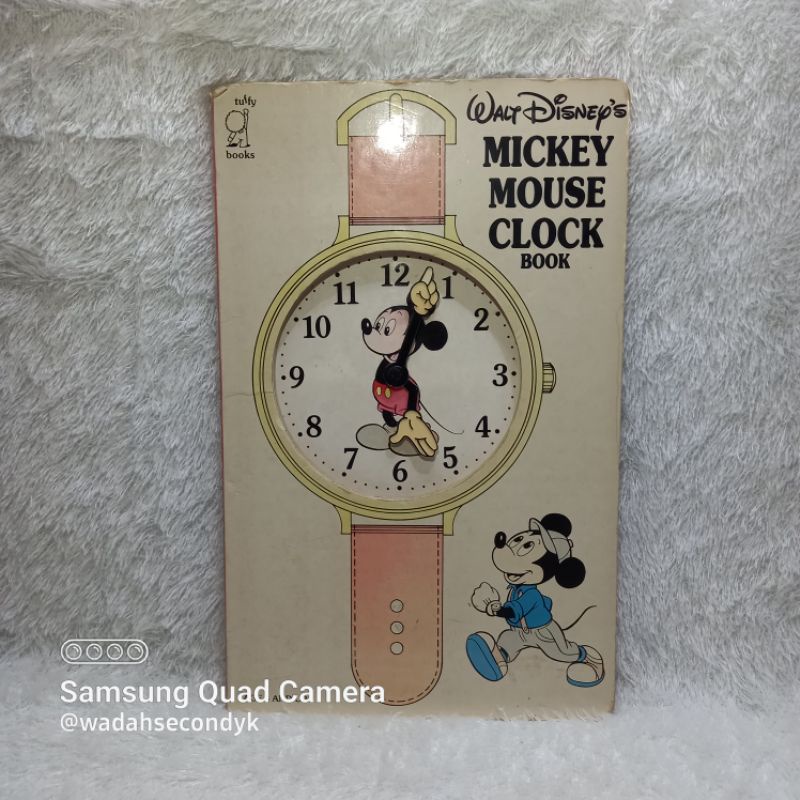 tuffy
books
WALT DISNEY'S
MICKEY
MOUSE
CLOCK
BOOK
12
11
1
10
2
9
3
8
4
7
5
6
Samsung Quad Camera
@wadahsecondyk